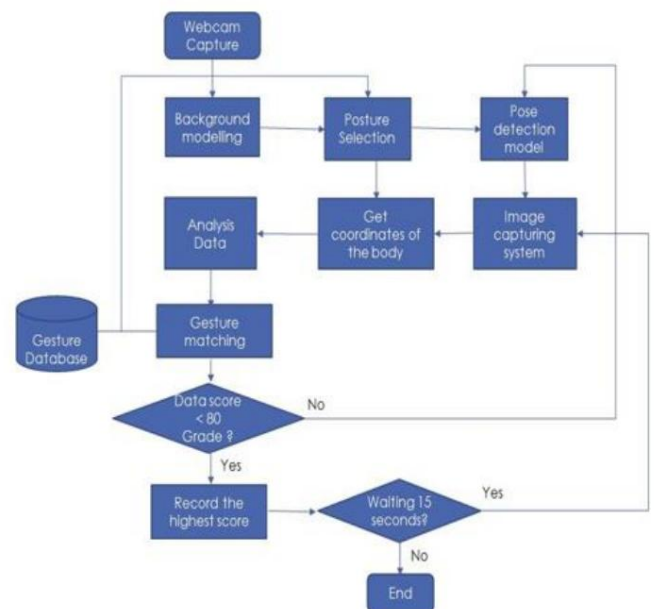 Webcam
Capture
Background
modelling
Posture
Selection
Pose
detection
model
Analysis
Data
Get
coordinates
of the body
Image
capturing
system
Gesture
Database
Gesture
matching
Data score
< 80
Grade ?
No
Yes
Record the
highest score
Waiting 15
seconds?
Yes
No
End